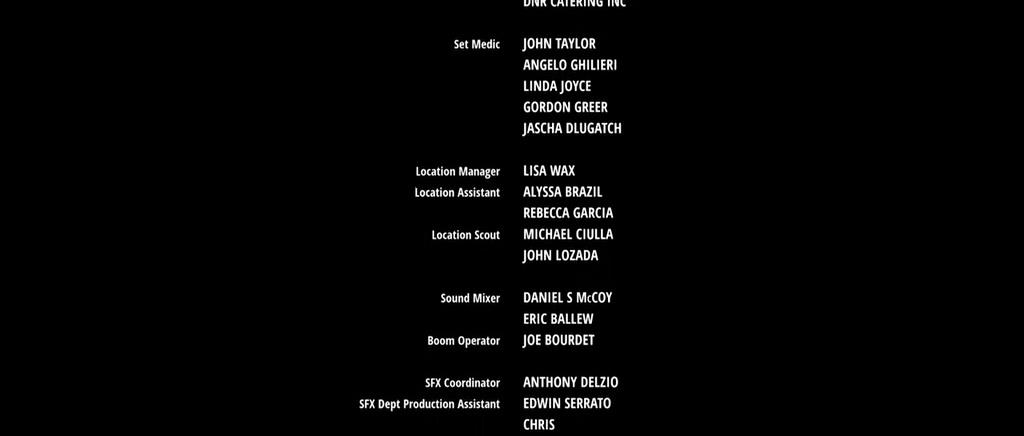 DNR CATERING INC
Set Medic JOHN TAYLOR
ANGELO GHILIERI
LINDA JOYCE
GORDON GREER
JASCHA DLUGATCH
Location Manager LISA WAX
Location Assistant ALYSSA BRAZIL
REBECCA GARCIA
Location Scout MICHAEL CIULLA
JOHN LOZADA
Sound Mixer DANIEL S McCOY
ERIC BALLEW
Boom Operator JOE BOURDET
SFX Coordinator ANTHONY DELZIO
SFX Dept Production Assistant EDWIN SERRATO
CHRIS